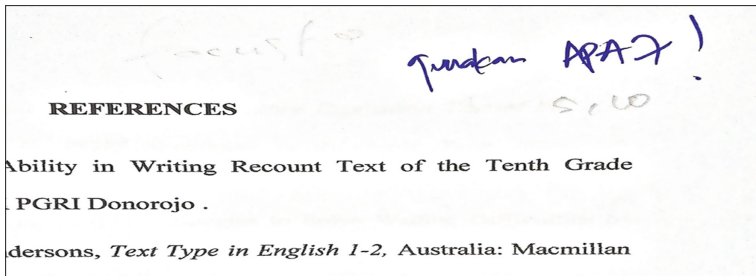 gunakan APA 7!
REFERENCES
Ability in Writing Recount Text of the Tenth Grade
PGRI Donorojo .
dersons, Text Type in English 1-2, Australia: Macmillan